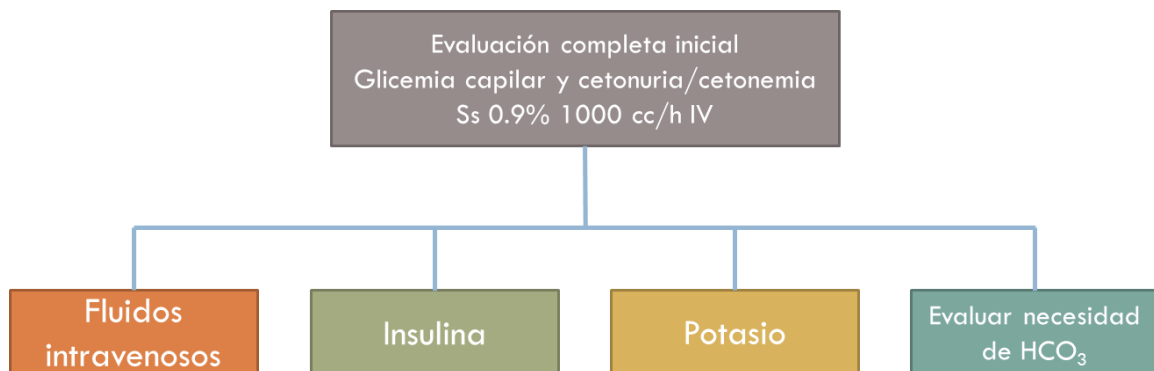 Evaluación completa inicial
Glicemia capilar y cetonuria/cetonemia
Ss 0.9% 1000 cc/h IV
Fluidos
intravenosos
Insulina
Potasio
Evaluar necesidad
de HCO₃